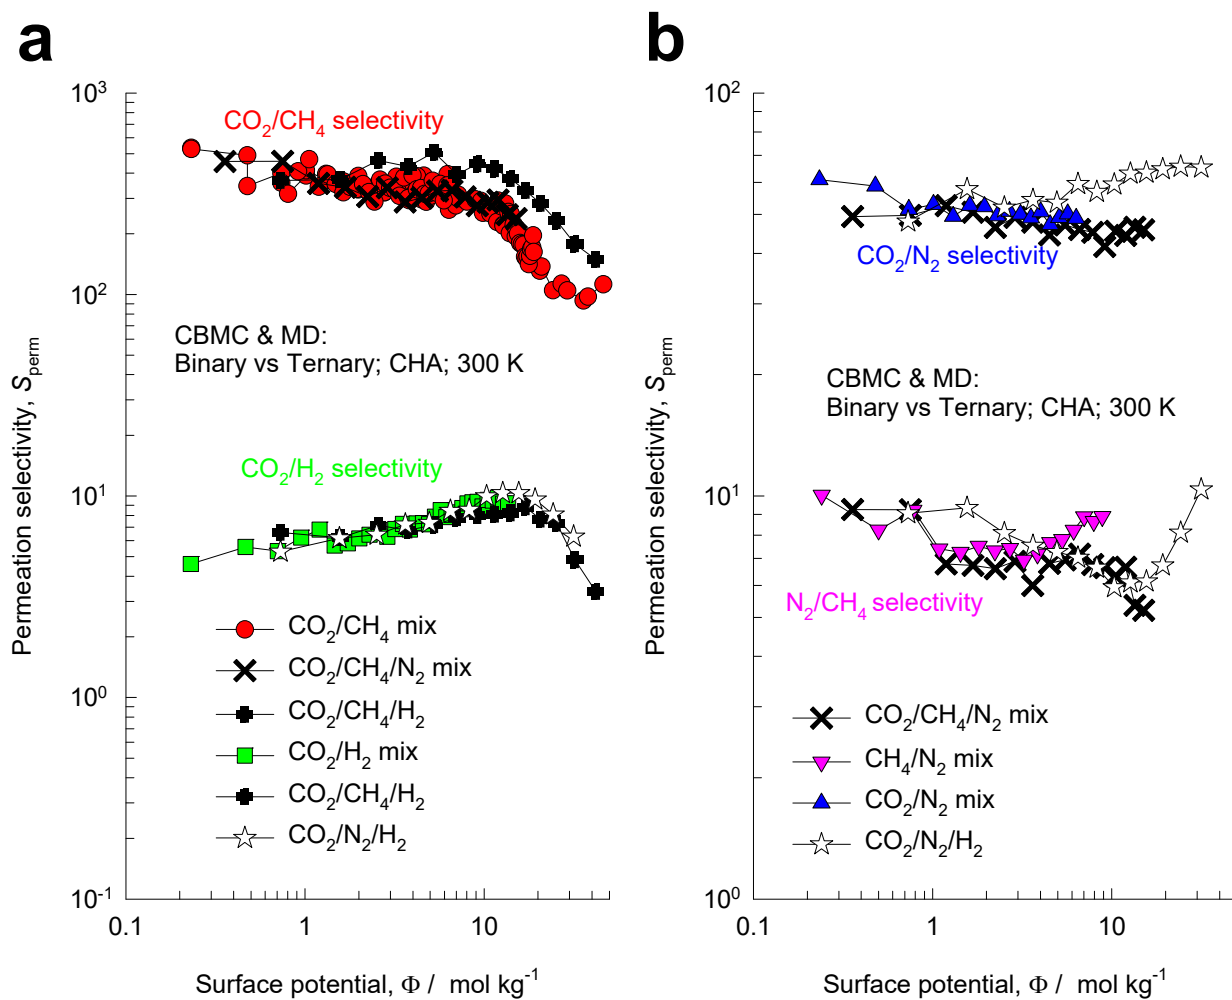 a
10³
10²
10¹
10⁰
10⁻¹
0.1
1
10
Permeation selectivity, Sperm
Surface potential, Φ / mol kg⁻¹
CO₂/CH₄ selectivity
CBMC & MD:
Binary vs Ternary; CHA; 300 K
CO₂/H₂ selectivity
CO₂/CH₄ mix
CO₂/CH₄/N₂ mix
CO₂/CH₄/H₂
CO₂/H₂ mix
CO₂/CH₄/H₂
CO₂/N₂/H₂
b
10²
10¹
10⁰
0.1
1
10
Permeation selectivity, Sperm
Surface potential, Φ / mol kg⁻¹
CO₂/N₂ selectivity
CBMC & MD:
Binary vs Ternary; CHA; 300 K
N₂/CH₄ selectivity
CO₂/CH₄/N₂ mix
CH₄/N₂ mix
CO₂/N₂ mix
CO₂/N₂/H₂